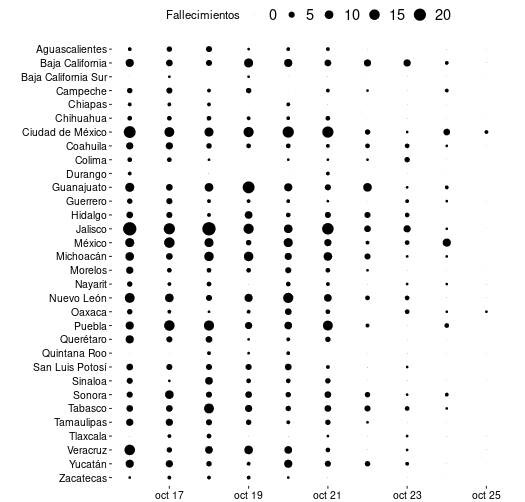 Fallecimientos 0 5 10 15 20
Aguascalientes
Baja California
Baja California Sur
Campeche
Chiapas
Chihuahua
Ciudad de México
Coahuila
Colima
Durango
Guanajuato
Guerrero
Hidalgo
Jalisco
México
Michoacán
Morelos
Nayarit
Nuevo León
Oaxaca
Puebla
Querétaro
Quintana Roo
San Luis Potosí
Sinaloa
Sonora
Tabasco
Tamaulipas
Tlaxcala
Veracruz
Yucatán
Zacatecas
oct 17 oct 19 oct 21 oct 23 oct 25